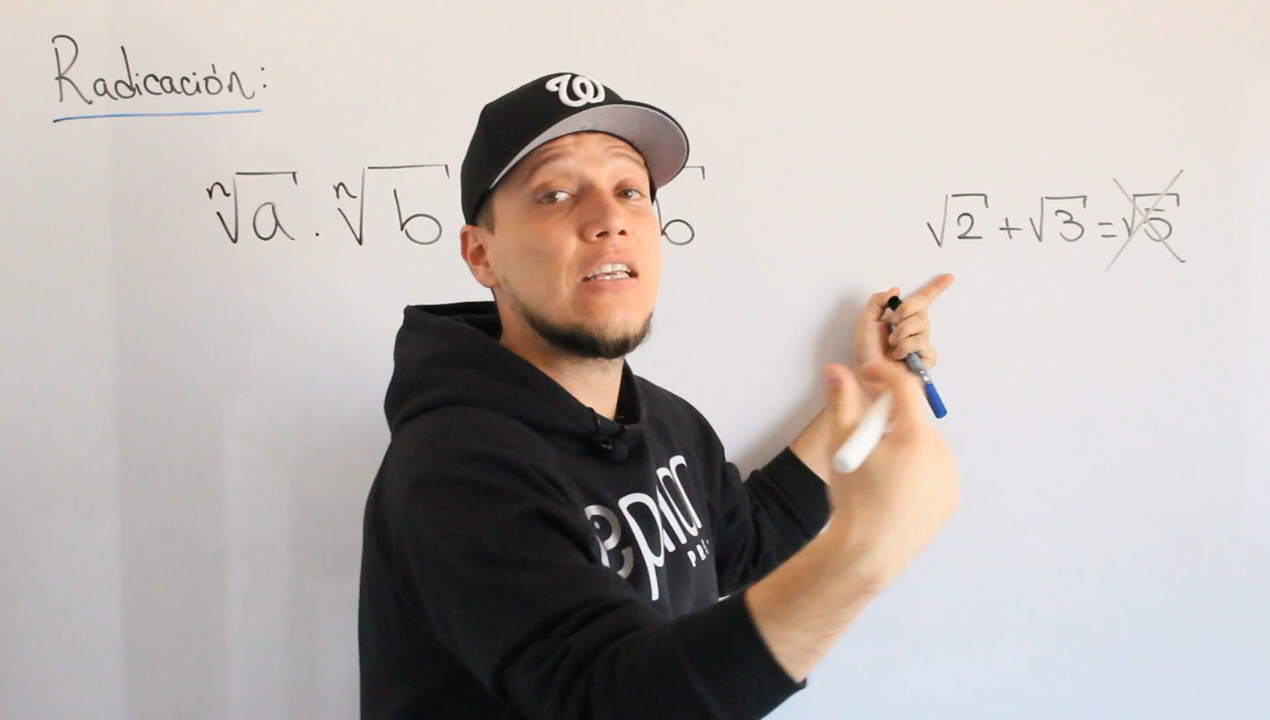 Radicación:
ⁿ√a . ⁿ√b b
√2 + √3 = √5
W